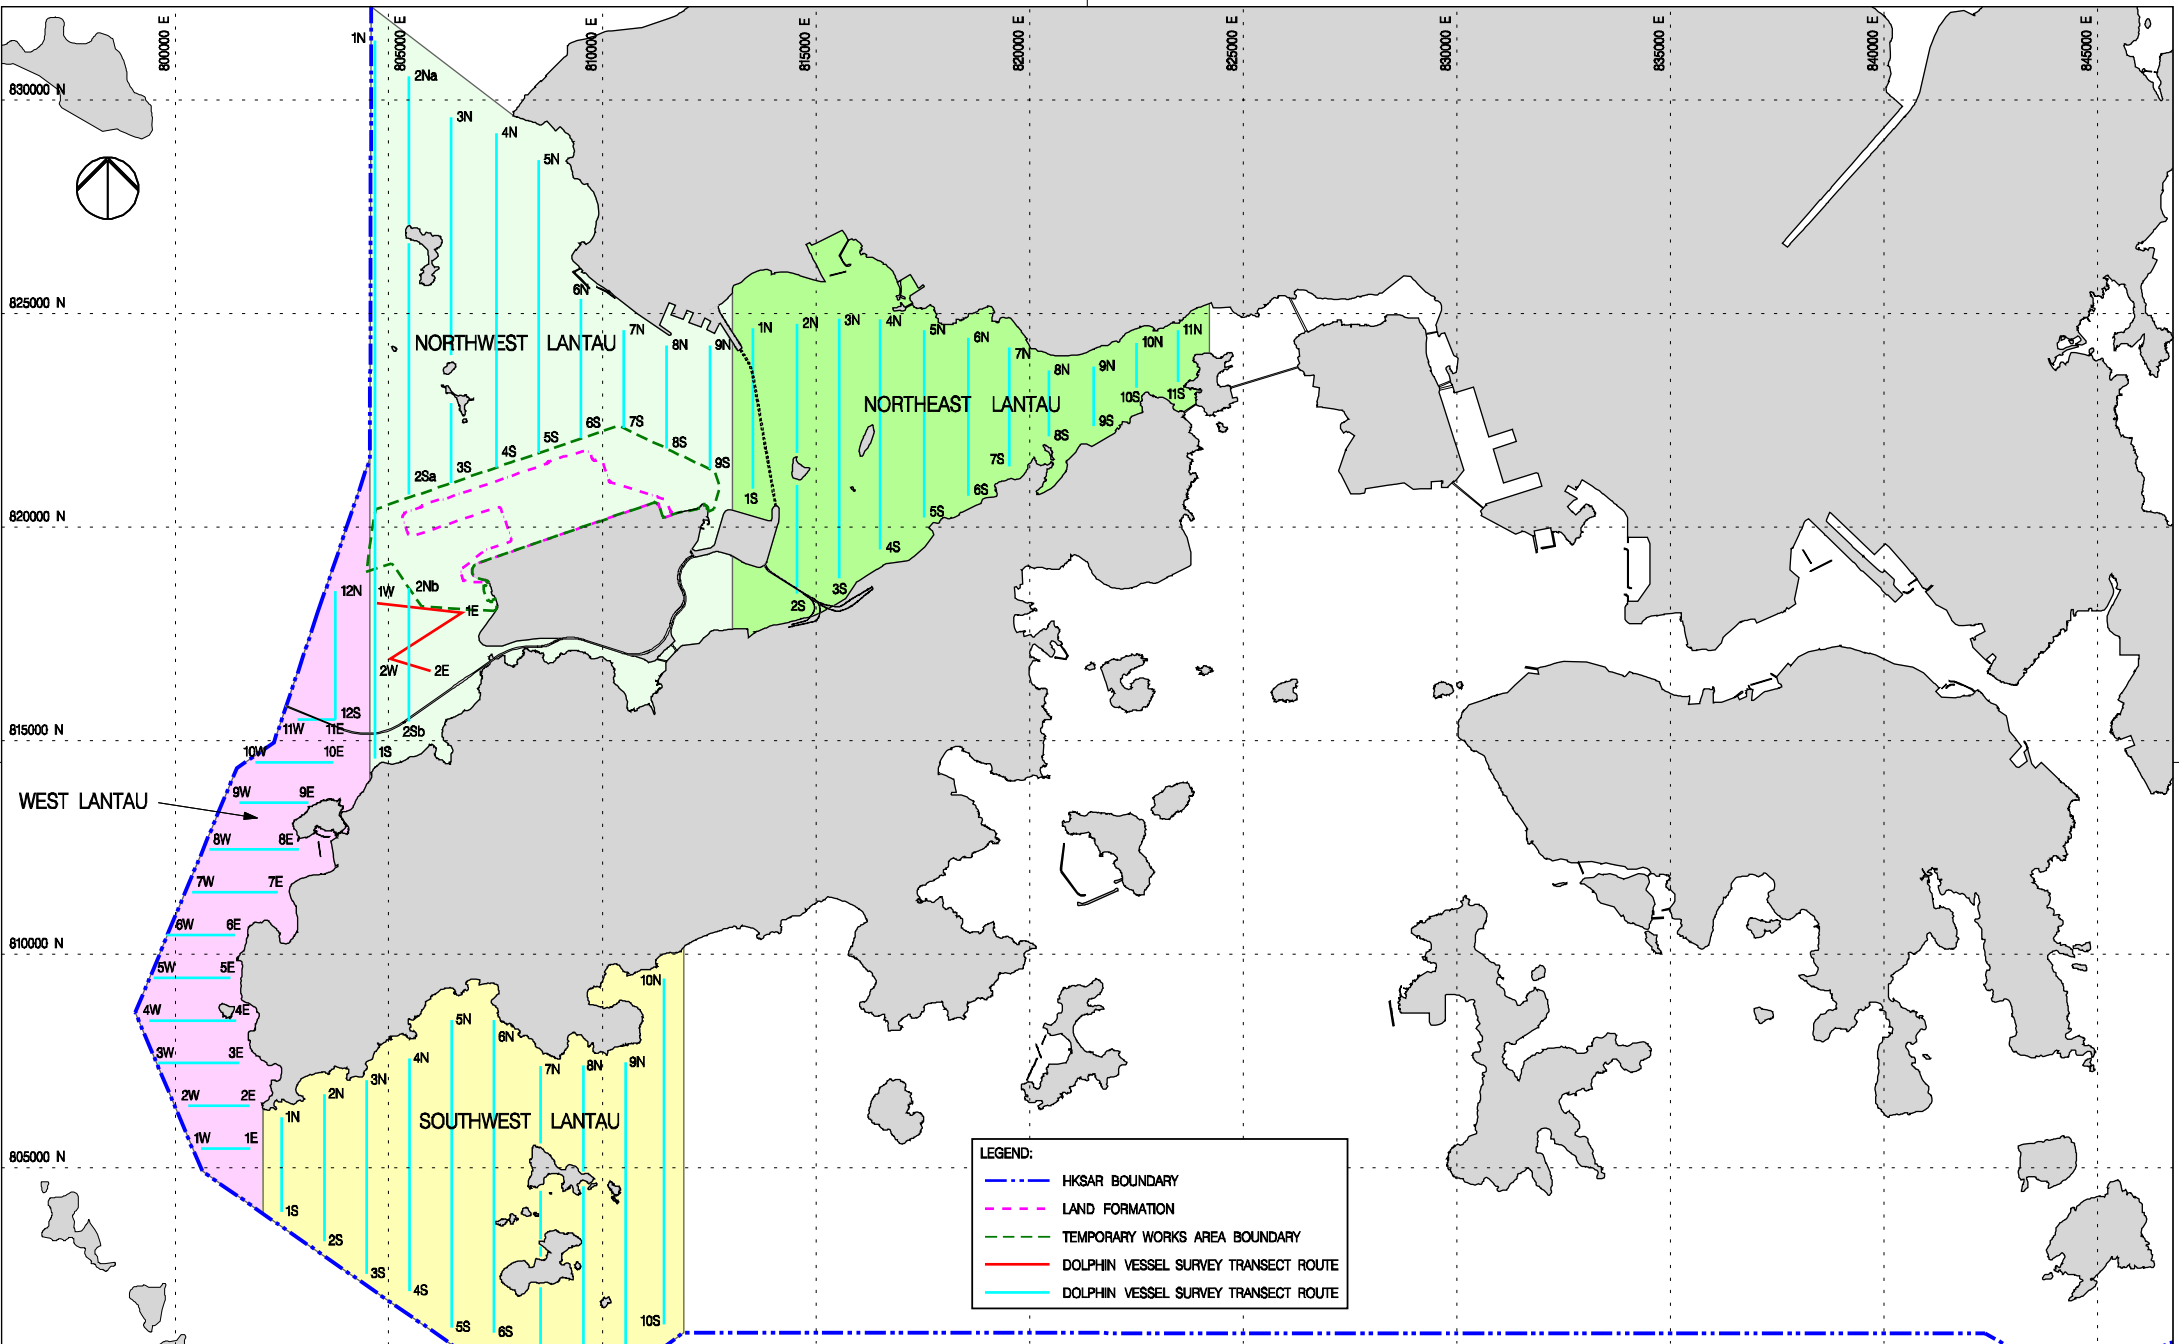 800000 E
805000 E
810000 E
815000 E
820000 E
825000 E
830000 E
835000 E
840000 E
845000 E
1N
2Na
830000 N
3N
4N
5N
6N
825000 N
7N
8N
9N
NORTHWEST LANTAU
1N
2N
3N
4N
5N
6N
7N
8N
9N
10N
11N
NORTHEAST LANTAU
10S
11S
9S
8S
7S
6S
5S
4S
3S
2S
1S
2Sa
3S
4S
5S
6S
7S
8S
9S
820000 N
12N
1W
2Nb
1E
2W
2E
12S
11W
11E
2Sb
815000 N
10W
10E
1S
WEST LANTAU
9W
9E
8W
8E
7W
7E
6W
6E
810000 N
5W
5E
4W
4E
3W
3E
2W
2E
1W
1E
805000 N
1N
2N
3N
4N
5N
6N
7N
8N
9N
10N
SOUTHWEST LANTAU
1S
2S
3S
4S
5S
6S
10S
LEGEND:
HKSAR BOUNDARY
LAND FORMATION
TEMPORARY WORKS AREA BOUNDARY
DOLPHIN VESSEL SURVEY TRANSECT ROUTE
DOLPHIN VESSEL SURVEY TRANSECT ROUTE